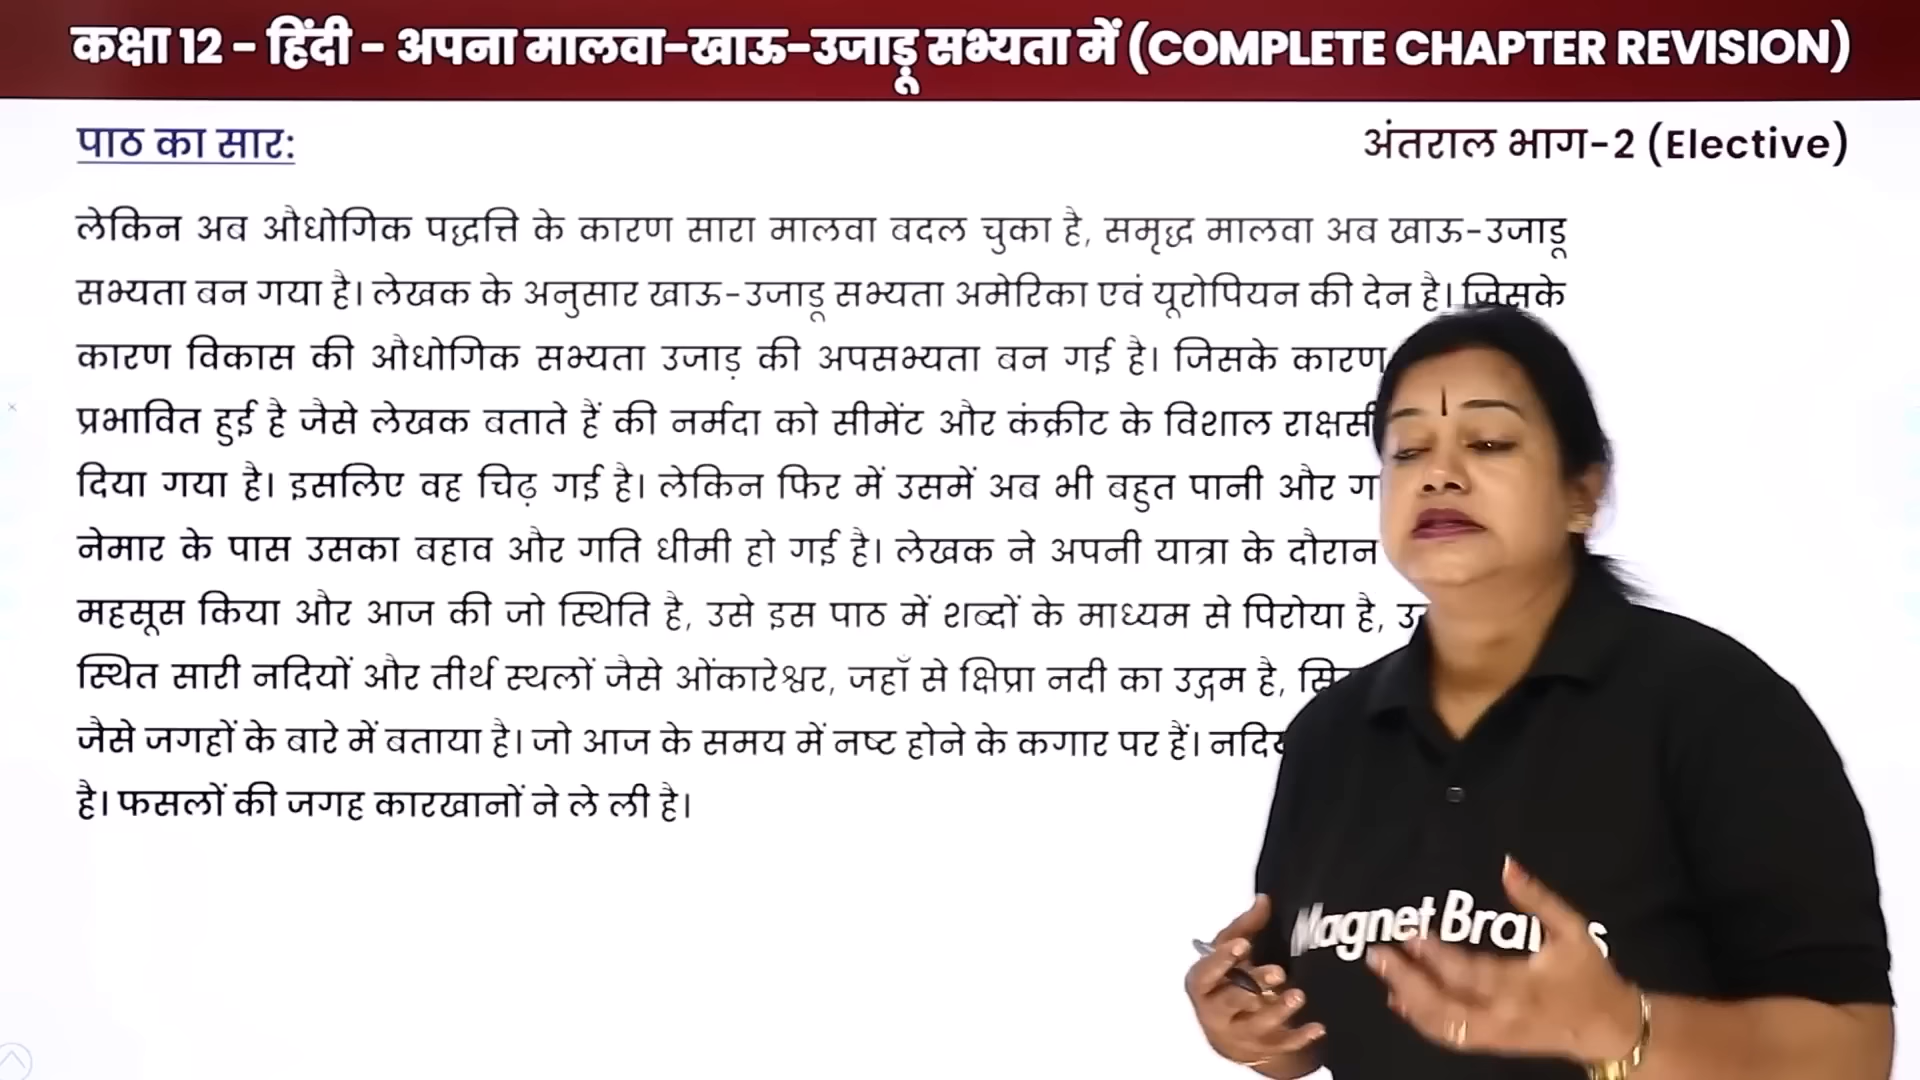 कक्षा 12 - हिंदी - अपना मालवा-खाऊ-उजाड़ू सभ्यता में (COMPLETE CHAPTER REVISION)
पाठ का सार:
अंतराल भाग-2 (Elective)
लेकिन अब औधोगिक पद्धत्ति के कारण सारा मालवा बदल चुका है, समृद्ध मालवा अब खाऊ-उजाडू
सभ्यता बन गया है। लेखक के अनुसार खाऊ-उजाडू सभ्यता अमेरिका एवं यूरोपियन की देन है। जिसके
कारण विकास की औधोगिक सभ्यता उजाड़ की अपसभ्यता बन गई है। जिसके कारण
प्रभावित हुई है जैसे लेखक बताते हैं की नर्मदा को सीमेंट और कंक्रीट के विशाल राक्षसी
दिया गया है। इसलिए वह चिढ़ गई है। लेकिन फिर में उसमें अब भी बहुत पानी और
नेमार के पास उसका बहाव और गति धीमी हो गई है। लेखक ने अपनी यात्रा के दौरान
महसूस किया और आज की जो स्थिति है, उसे इस पाठ में शब्दों के माध्यम से पिरोया है,
स्थित सारी नदियों और तीर्थ स्थलों जैसे ओंकारेश्वर, जहाँ से क्षिप्रा नदी का उद्गम है,
जैसे जगहों के बारे में बताया है। जो आज के समय में नष्ट होने के कगार पर हैं।
है। फसलों की जगह कारखानों ने ले ली है।
Magnet